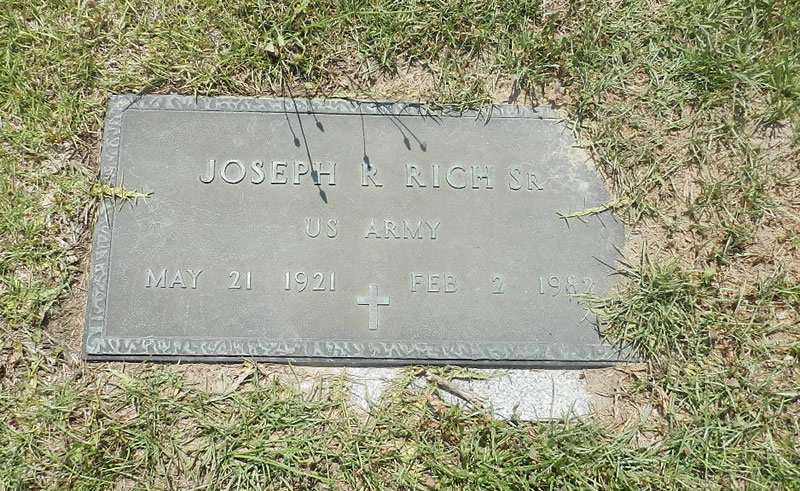 JOSEPH R RICH SR
US ARMY
MAY 21 1921 FEB 2 1982